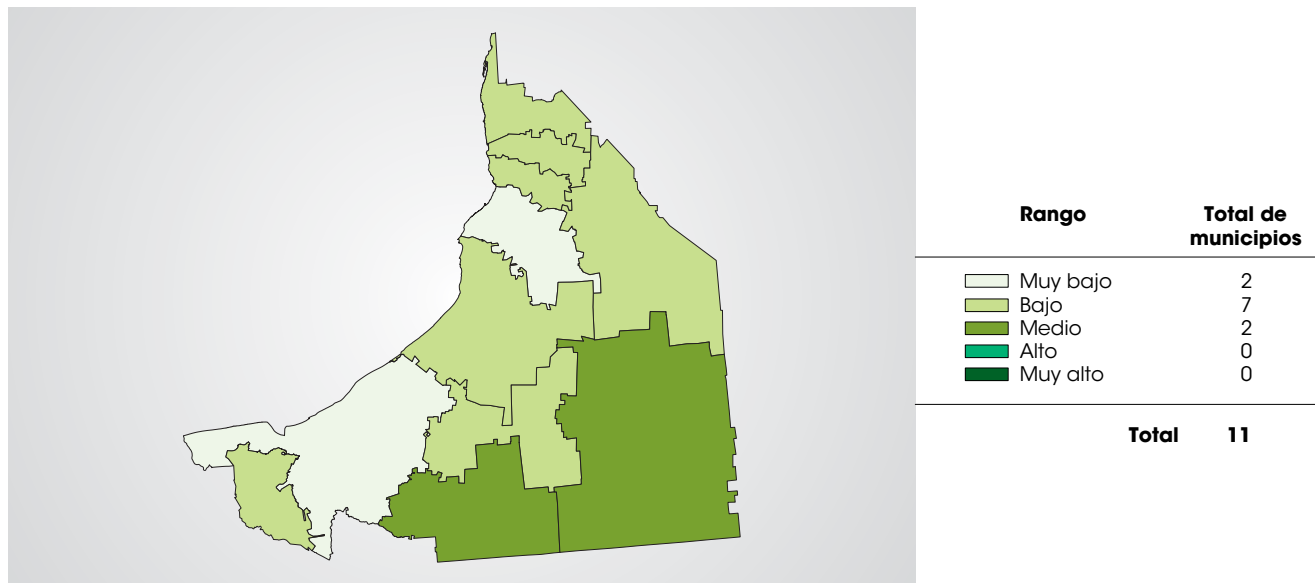 Rango Total de
municipios
Muy bajo 2
Bajo 7
Medio 2
Alto 0
Muy alto 0
Total 11